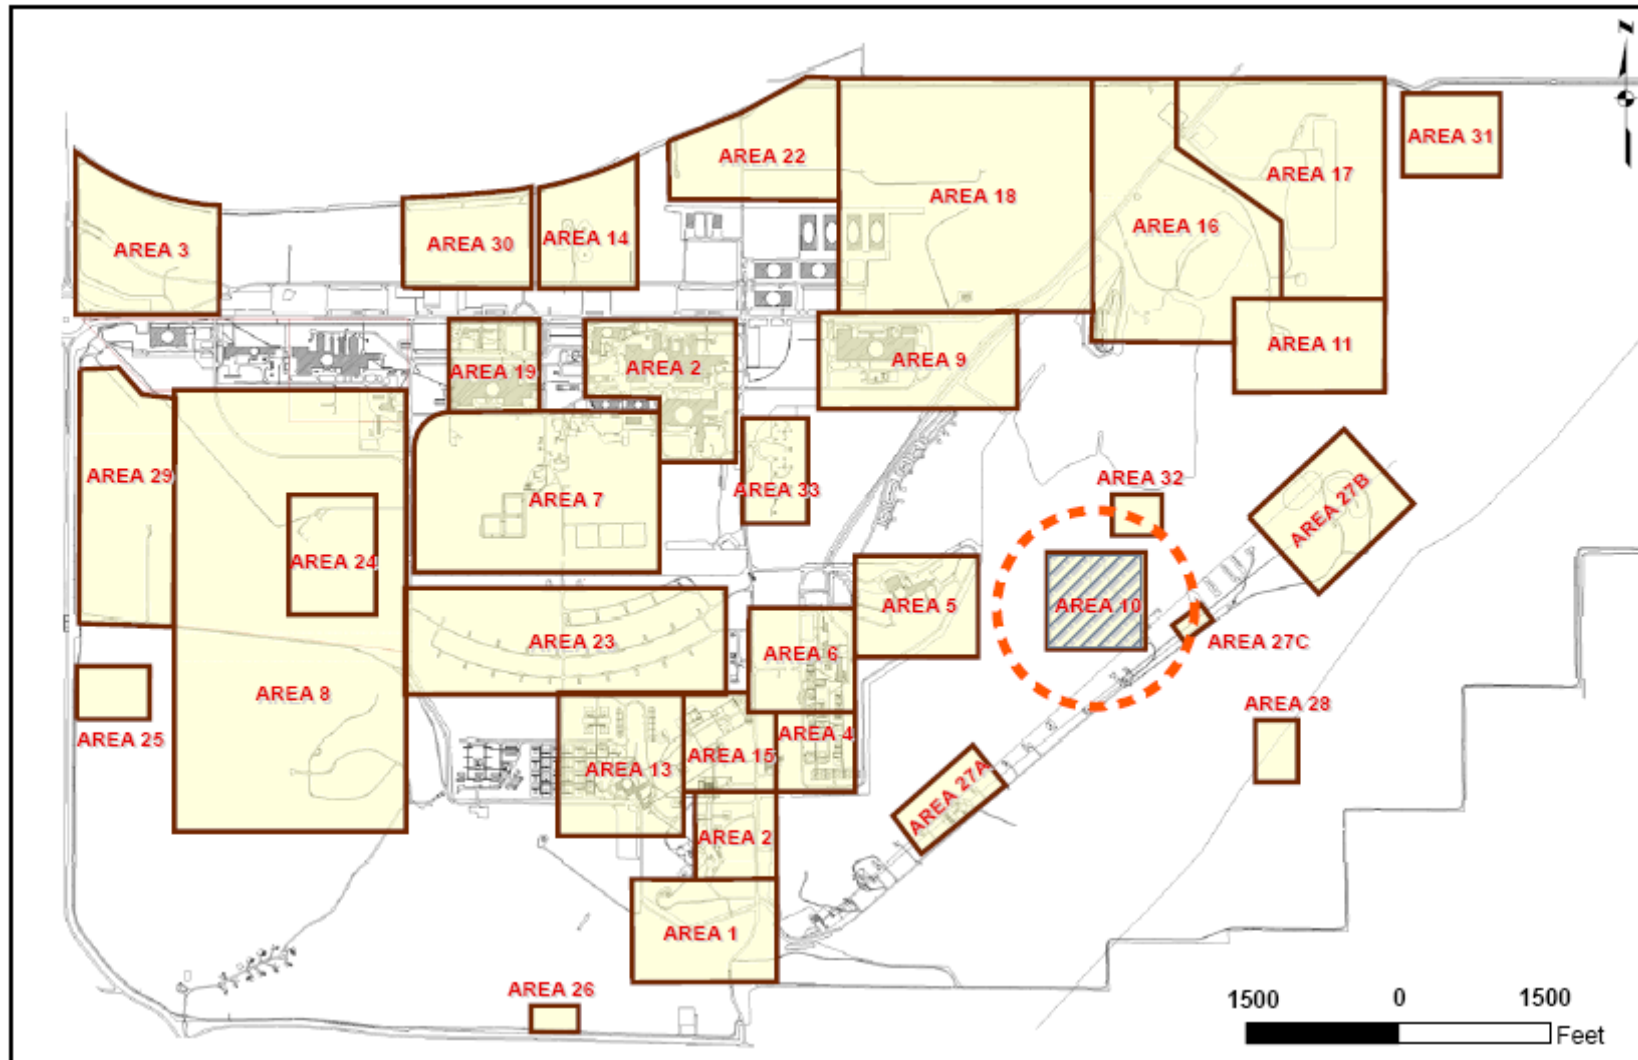 Z
AREA 31
AREA 22
AREA 17
AREA 18
AREA 16
AREA 14
AREA 30
AREA 3
AREA 11
AREA 9
AREA 2
AREA 19
AREA 29
AREA 32
AREA 27B
AREA 33
AREA 7
AREA 24
AREA 5
AREA 10
AREA 27C
AREA 23
AREA 6
AREA 8
AREA 28
AREA 25
AREA 4
AREA 15
AREA 13
AREA 27A
AREA 2
AREA 1
AREA 26
1500 0 1500
Feet